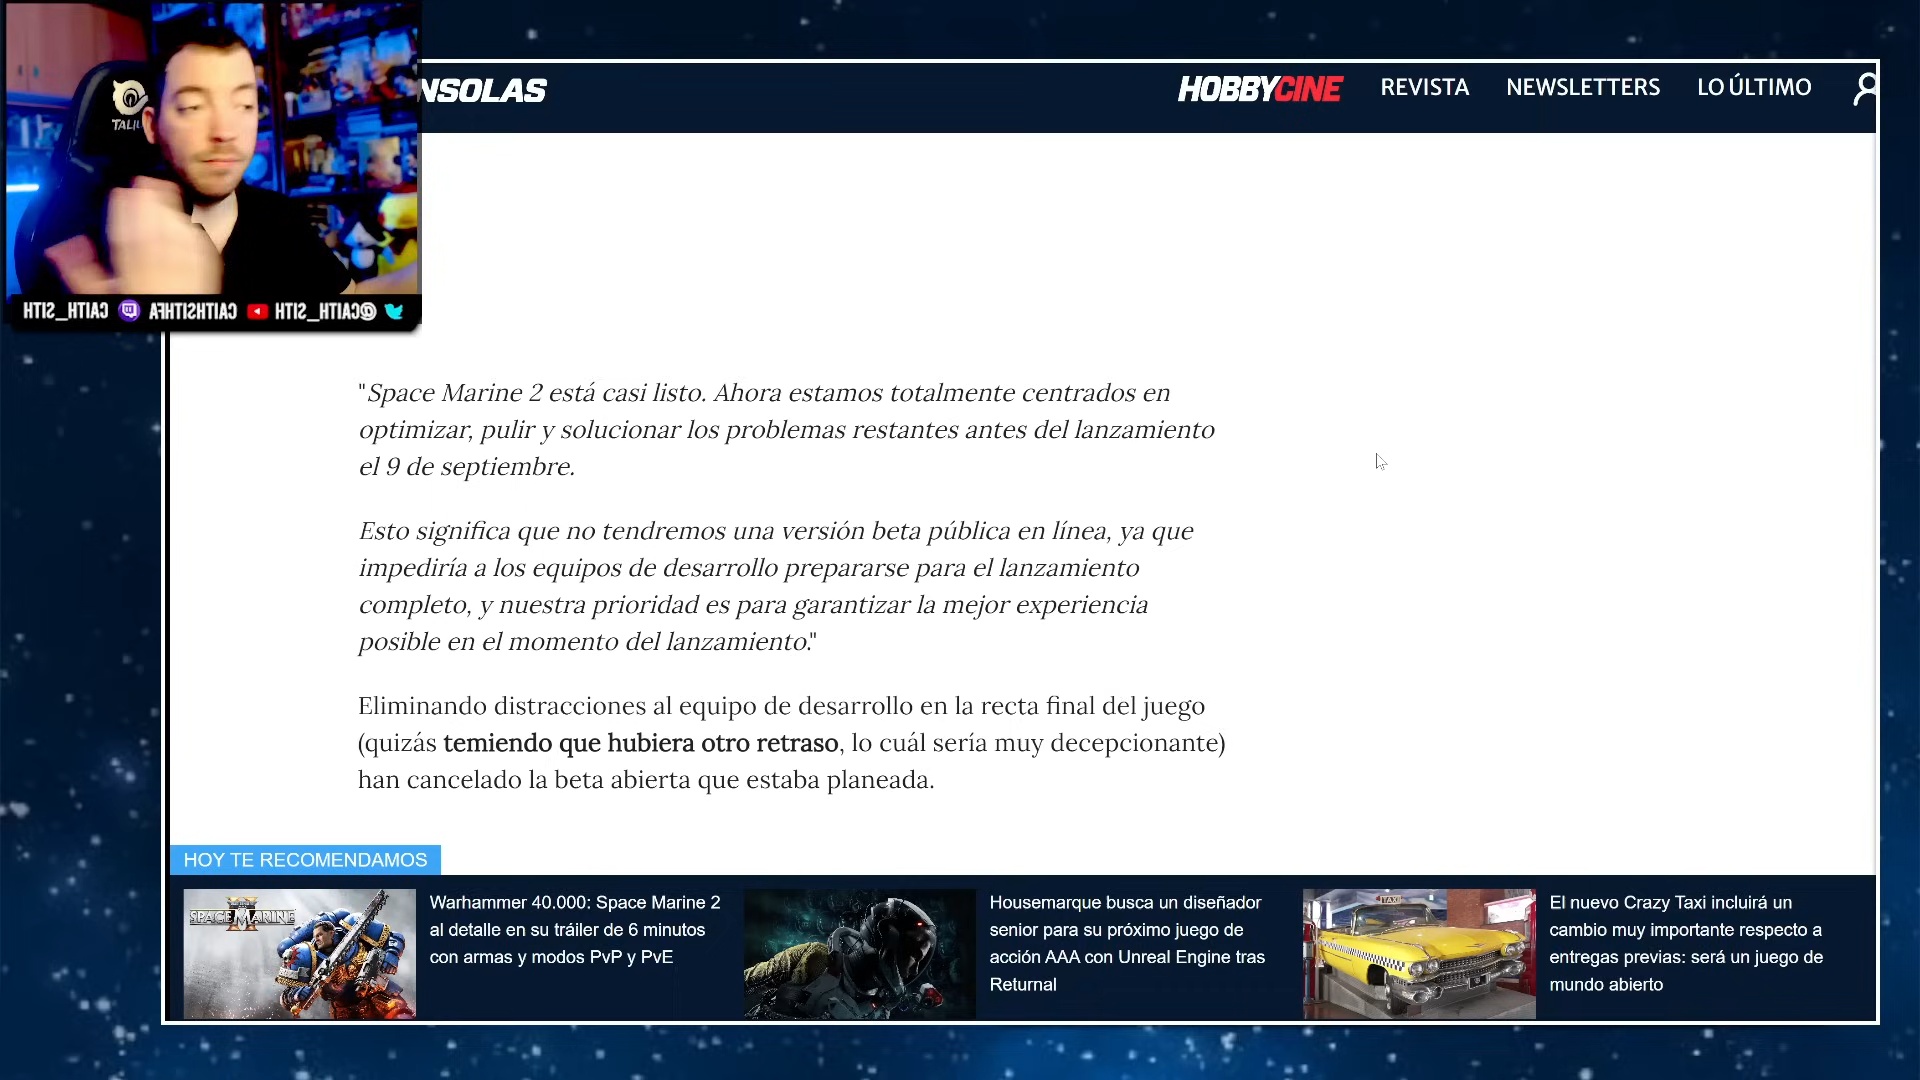 TALIU
HTIS_HTIAC AFHTISHTIAC HTIS_HTIAC@
NSOLAS
HOBBYCINE REVISTA NEWSLETTERS LO ÚLTIMO
"Space Marine 2 está casi listo. Ahora estamos totalmente centrados en
optimizar, pulir y solucionar los problemas restantes antes del lanzamiento
el 9 de septiembre.
Esto significa que no tendremos una versión beta pública en línea, ya que
impediría a los equipos de desarrollo prepararse para el lanzamiento
completo, y nuestra prioridad es para garantizar la mejor experiencia
posible en el momento del lanzamiento."
Eliminando distracciones al equipo de desarrollo en la recta final del juego
(quizás temiendo que hubiera otro retraso, lo cuál sería muy decepcionante)
han cancelado la beta abierta que estaba planeada.
HOY TE RECOMENDAMOS
SPACE MARINE
II
Warhammer 40.000: Space Marine 2
al detalle en su tráiler de 6 minutos
con armas y modos PvP y PvE
Housemarque busca un diseñador
senior para su próximo juego de
acción AAA con Unreal Engine tras
Returnal
TAXI
El nuevo Crazy Taxi incluirá un
cambio muy importante respecto a
entregas previas: será un juego de
mundo abierto